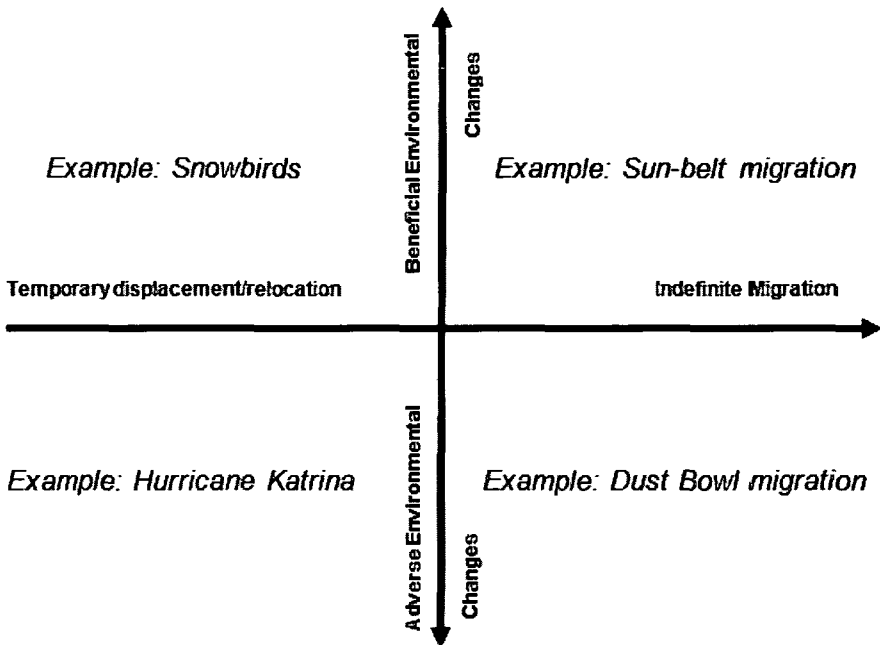 Beneficial Environmental
Changes
Example: Snowbirds
Example: Sun-belt migration
Temporary displacement/relocation
Indefinite Migration
Example: Hurricane Katrina
Example: Dust Bowl migration
Adverse Environmental
Changes